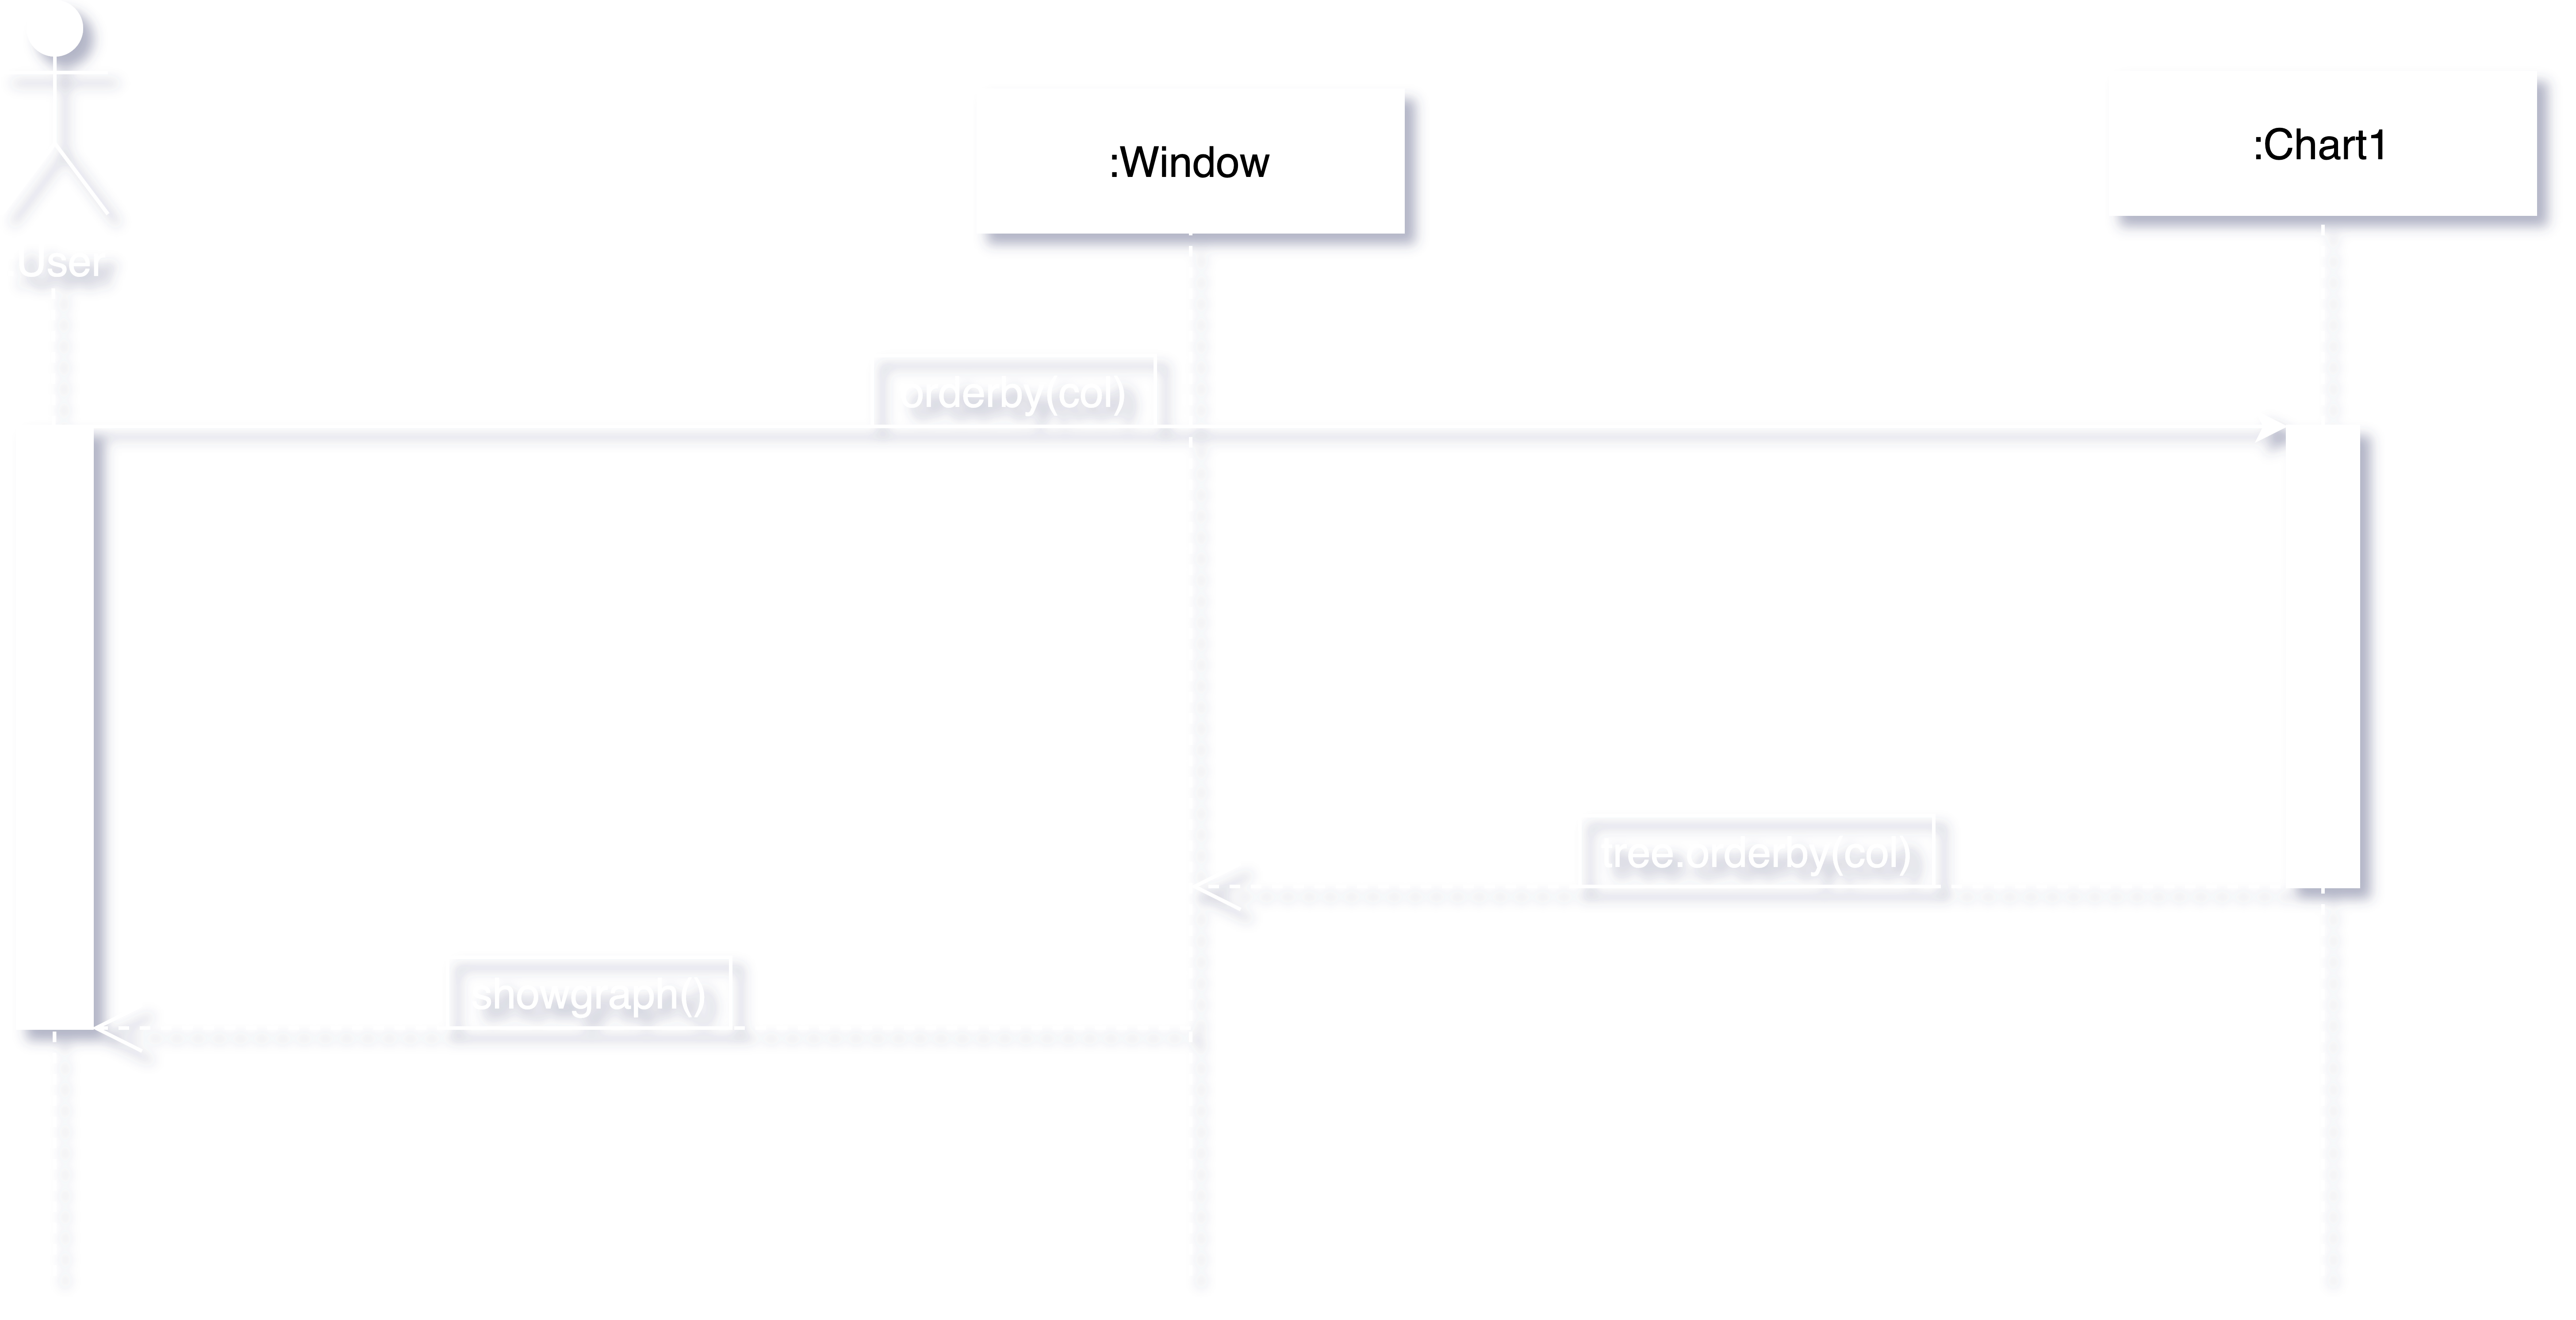 :Chart1
:Window
User
orderby(col)
tree.orderby(col)
showgraph()